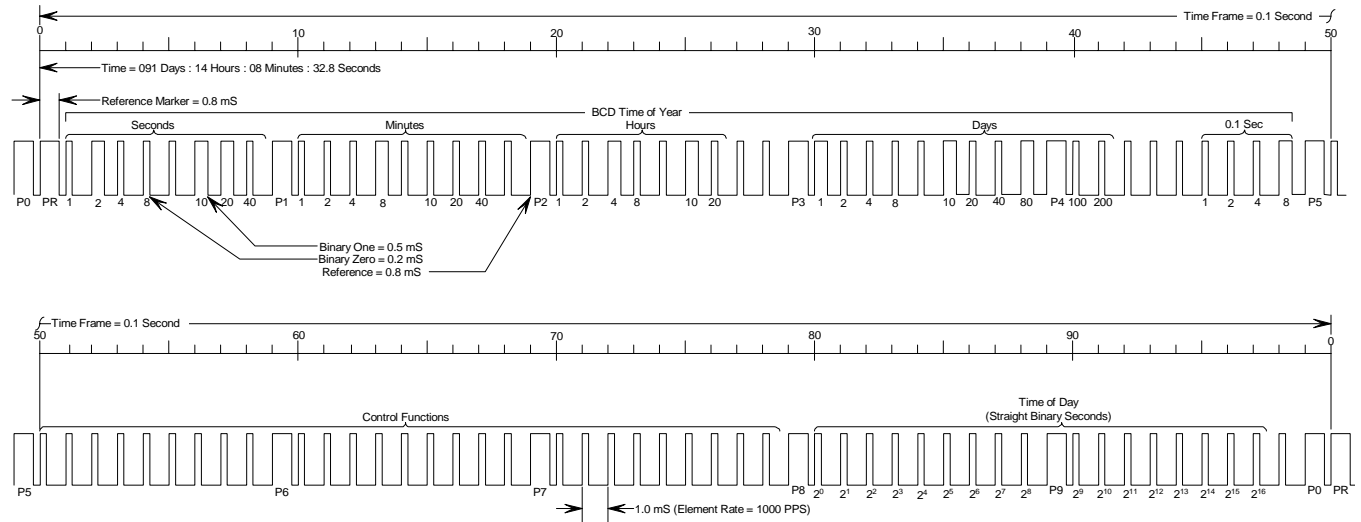 Time Frame = 0.1 Second
0 10 20 30 40 50
Time = 091 Days : 14 Hours : 08 Minutes : 32.8 Seconds
Reference Marker = 0.8 mS
BCD Time of Year
Seconds Minutes Hours Days 0.1 Sec
P0 PR 1 2 4 8 10 20 40 P1 1 2 4 8 10 20 40 P2 1 2 4 8 10 20 P3 1 2 4 8 10 20 40 80 P4 100 200 1 2 4 8 P5
Binary One = 0.5 mS
Binary Zero = 0.2 mS
Reference = 0.8 mS
Time Frame = 0.1 Second
50 60 70 80 90 0
Control Functions
Time of Day
(Straight Binary Seconds)
P5 P6 P7 P8 2⁰ 2¹ 2² 2³ 2⁴ 2⁵ 2⁶ 2⁷ 2⁸ P9 2⁹ 2¹⁰ 2¹¹ 2¹² 2¹³ 2¹⁴ 2¹⁵ 2¹⁶ P0 PR
1.0 mS (Element Rate = 1000 PPS)